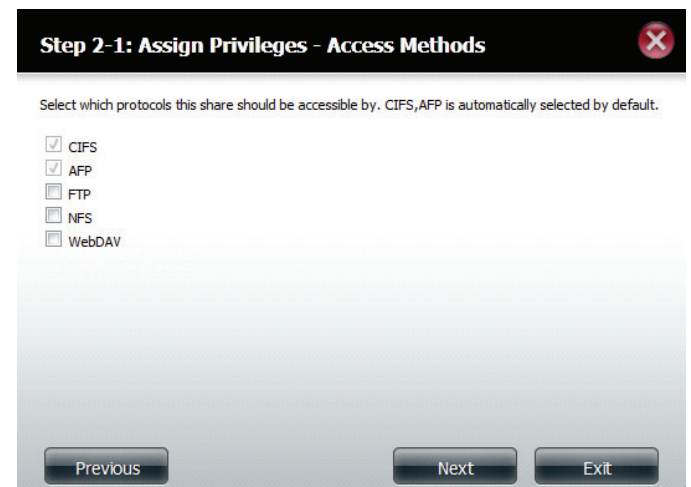 Step 2-1: Assign Privileges - Access Methods
Select which protocols this share should be accessible by. CIFS,AFP is automatically selected by default.
CIFS
AFP
FTP
NFS
WebDAV
Previous
Next
Exit